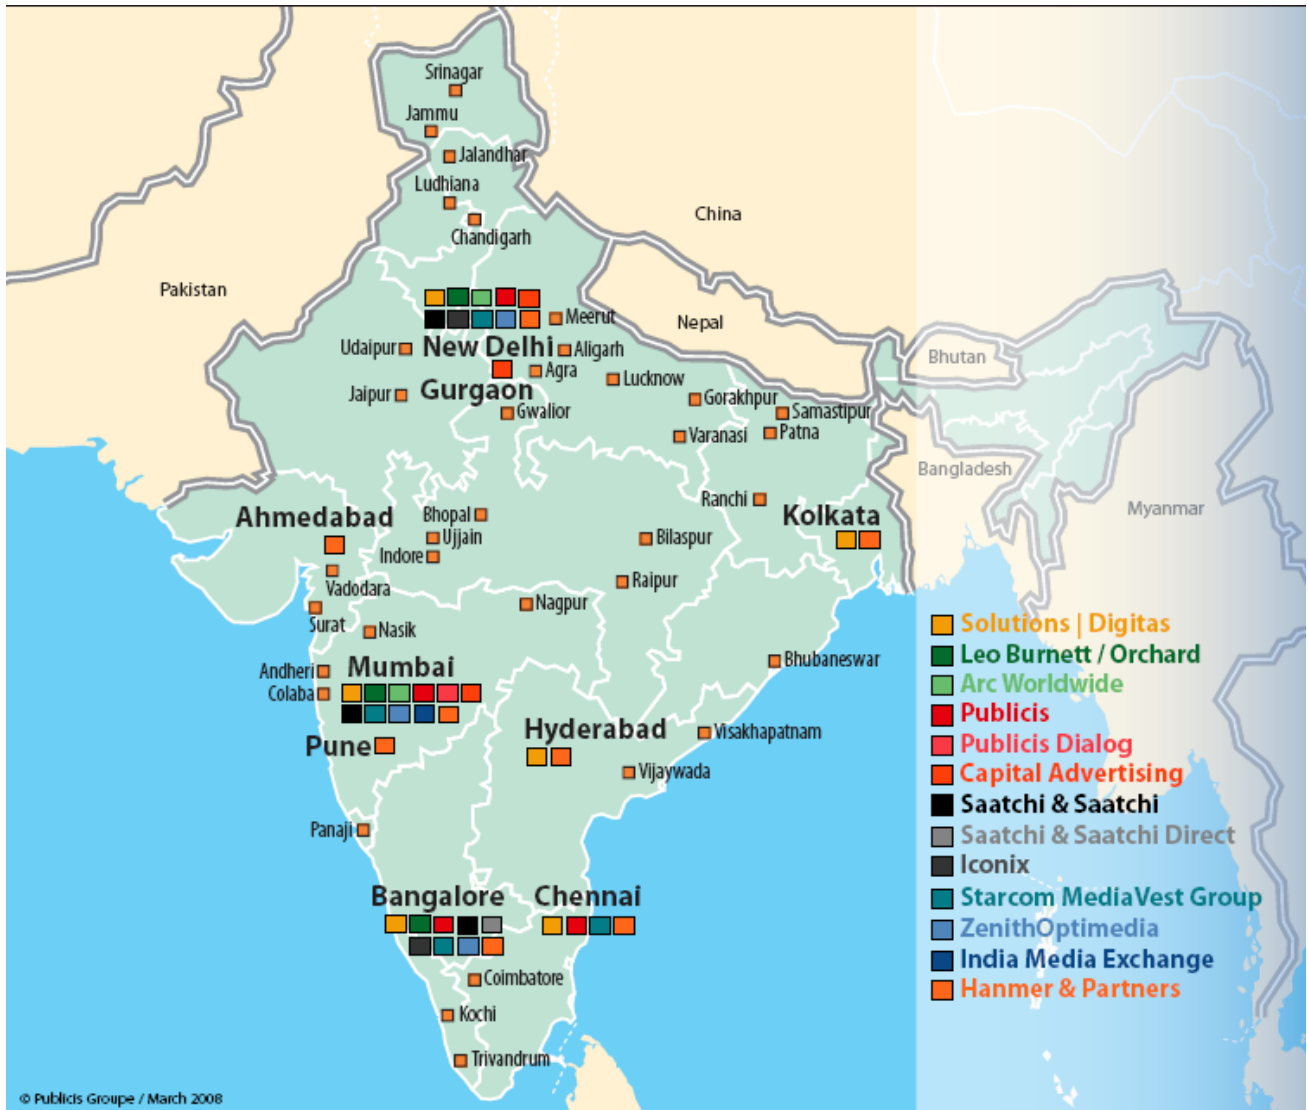 Srinagar
Jammu
Jalandhar
Ludhiana
Chandigarh
China
Pakistan
Nepal
Meerut
Udaipur
New Delhi
Aligarh
Bhutan
Agra
Gurgaon
Lucknow
Jaipur
Gorakhpur
Gwalior
Samastipur
Varanasi
Patna
Bangladesh
Ranchi
Myanmar
Ahmedabad
Bhopal
Kolkata
Ujjain
Bilaspur
Indore
Vadodara
Raipur
Nagpur
Surat
Nasik
Andheri
Mumbai
Colaba
Bhubaneswar
Hyderabad
Visakhapatnam
Pune
Vijaywada
Panaji
Bangalore
Chennai
Coimbatore
Kochi
Trivandrum
Solutions | Digitas
Leo Burnett / Orchard
Arc Worldwide
Publicis
Publicis Dialog
Capital Advertising
Saatchi & Saatchi
Saatchi & Saatchi Direct
Iconix
Starcom MediaVest Group
ZenithOptimedia
India Media Exchange
Hanmer & Partners
© Publicis Groupe / March 2008